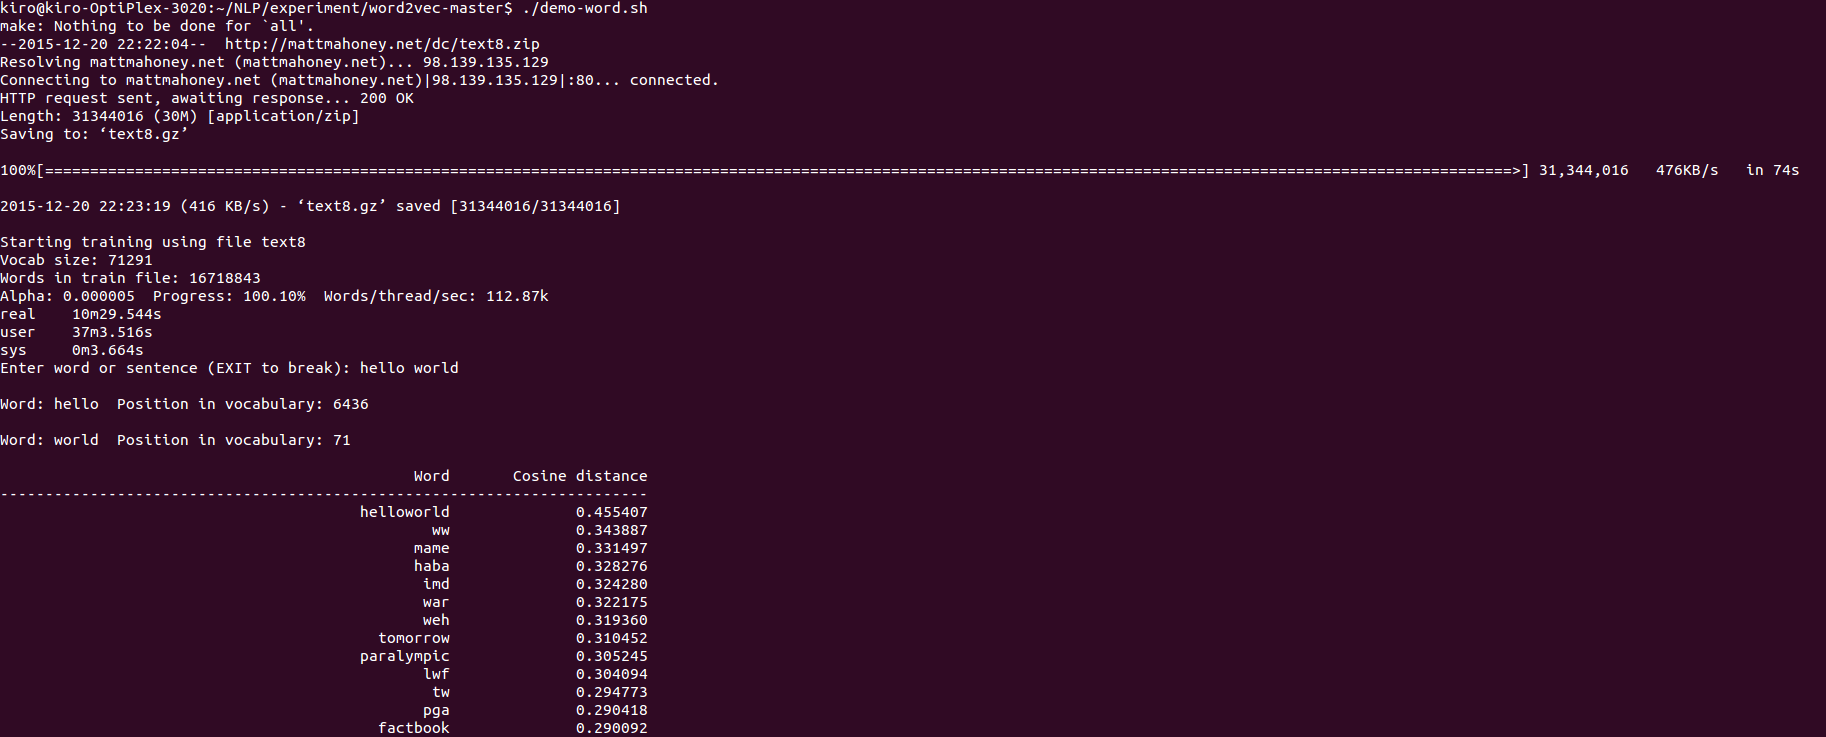 kiro@kiro-OptiPlex-3020:~/NLP/experiment/word2vec-master$ ./demo-word.sh
make: Nothing to be done for `all'.
--2015-12-20 22:22:04--  http://mattmahoney.net/dc/text8.zip
Resolving mattmahoney.net (mattmahoney.net)... 98.139.135.129
Connecting to mattmahoney.net (mattmahoney.net)|98.139.135.129|:80... connected.
HTTP request sent, awaiting response... 200 OK
Length: 31344016 (30M) [application/zip]
Saving to: ‘text8.gz’
100%[===================================================================================================================================================================>] 31,344,016   476KB/s   in 74s
2015-12-20 22:23:19 (416 KB/s) - ‘text8.gz’ saved [31344016/31344016]
Starting training using file text8
Vocab size: 71291
Words in train file: 16718843
Alpha: 0.000005  Progress: 100.10%  Words/thread/sec: 112.87k
real    10m29.544s
user    37m3.516s
sys     0m3.664s
Enter word or sentence (EXIT to break): hello world
Word: hello  Position in vocabulary: 6436
Word: world  Position in vocabulary: 71
Word       Cosine distance
------------------------------------------------------------------------
helloworld              0.455407
ww              0.343887
mame              0.331497
haba              0.328276
imd              0.324280
war              0.322175
weh              0.319360
tomorrow              0.310452
paralympic              0.305245
lwf              0.304094
tw              0.294773
pga              0.290418
factbook              0.290092